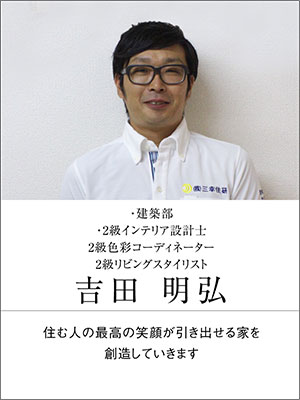 ㈱三幸住研
・建築部
・2級インテリア設計士
2級色彩コーディネーター
2級リビングスタイリスト
吉田 明弘
住む人の最高の笑顔が引き出せる家を
創造していきます